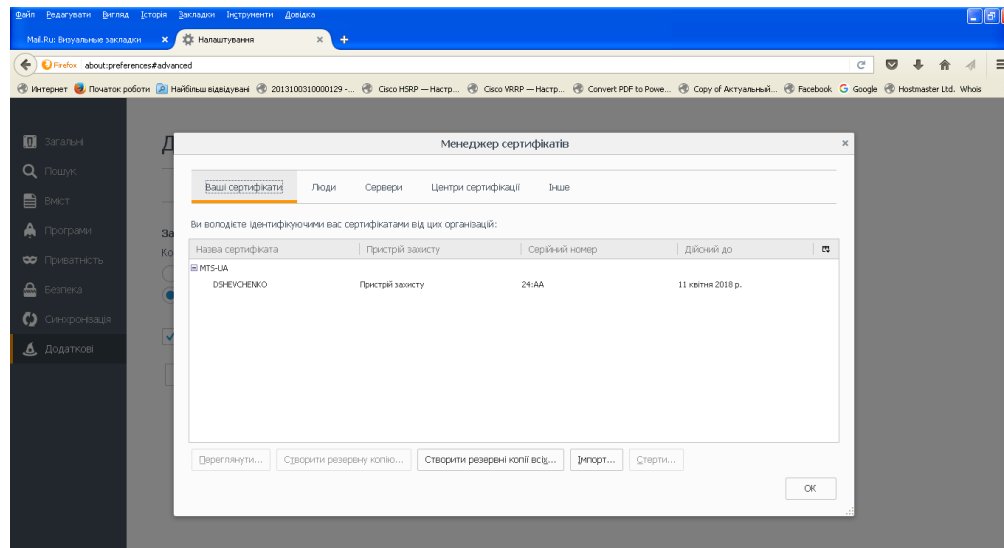 Файл Редагувати Вигляд Історія Закладки Інструменти Довідка
Mail.Ru: Визуальные закладки × Налаштування × +
Firefox about:preferences#advanced
Интернет Початок роботи Найбільш відвідувані 2013100310000129 -... Cisco HSRP — Настр... Cisco VRRP — Настр... Convert PDF to Powe... Copy of Актуальный... Facebook Google Hostmaster Ltd. Whois
Загальні
Пошук
Вміст
Програми
Приватність
Безпека
Синхронізація
Додаткові
Д
За
Ко
Менеджер сертифікатів ×
Ваші сертифікати Люди Сервери Центри сертифікації Інше
Ви володієте ідентифікуючими вас сертифікатами від цих організацій:
Назва сертифіката Пристрій захисту Серійний номер Дійсний до
MTS-UA
DSHEVCHENKO Пристрій захисту 24:AA 11 квітня 2018 р.
Переглянути... Створити резервну копію... Створити резервні копії всіх... Імпорт... Стерти...
OK